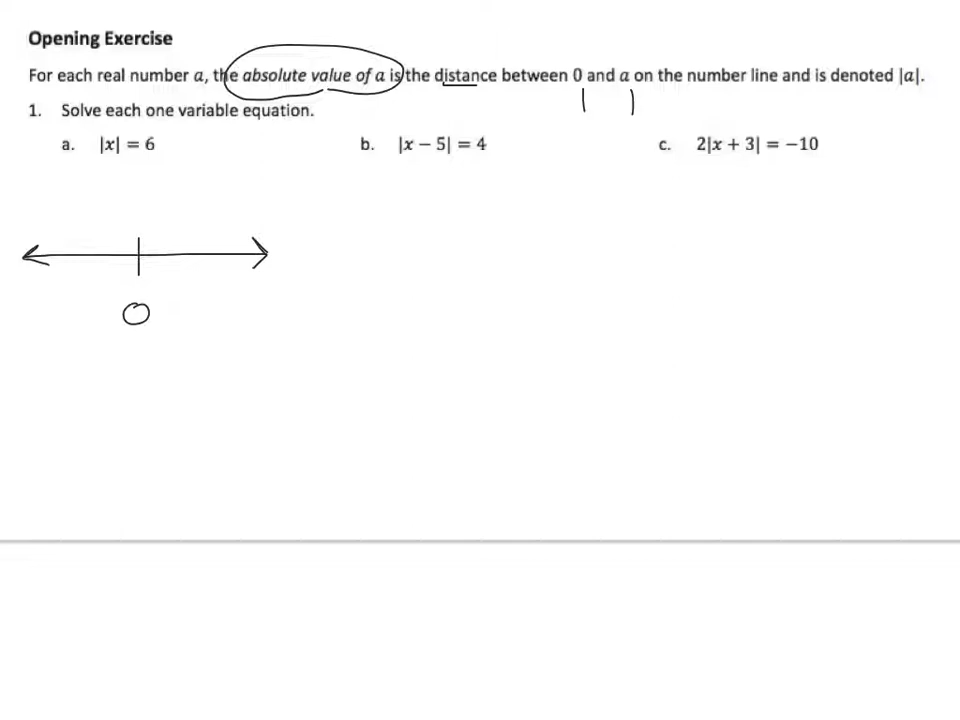 Opening Exercise
For each real number a, the absolute value of a is the distance between 0 and a on the number line and is denoted |a|.
| |
1. Solve each one variable equation.
a. |x| = 6 b. |x − 5| = 4 c. 2|x + 3| = −10
0